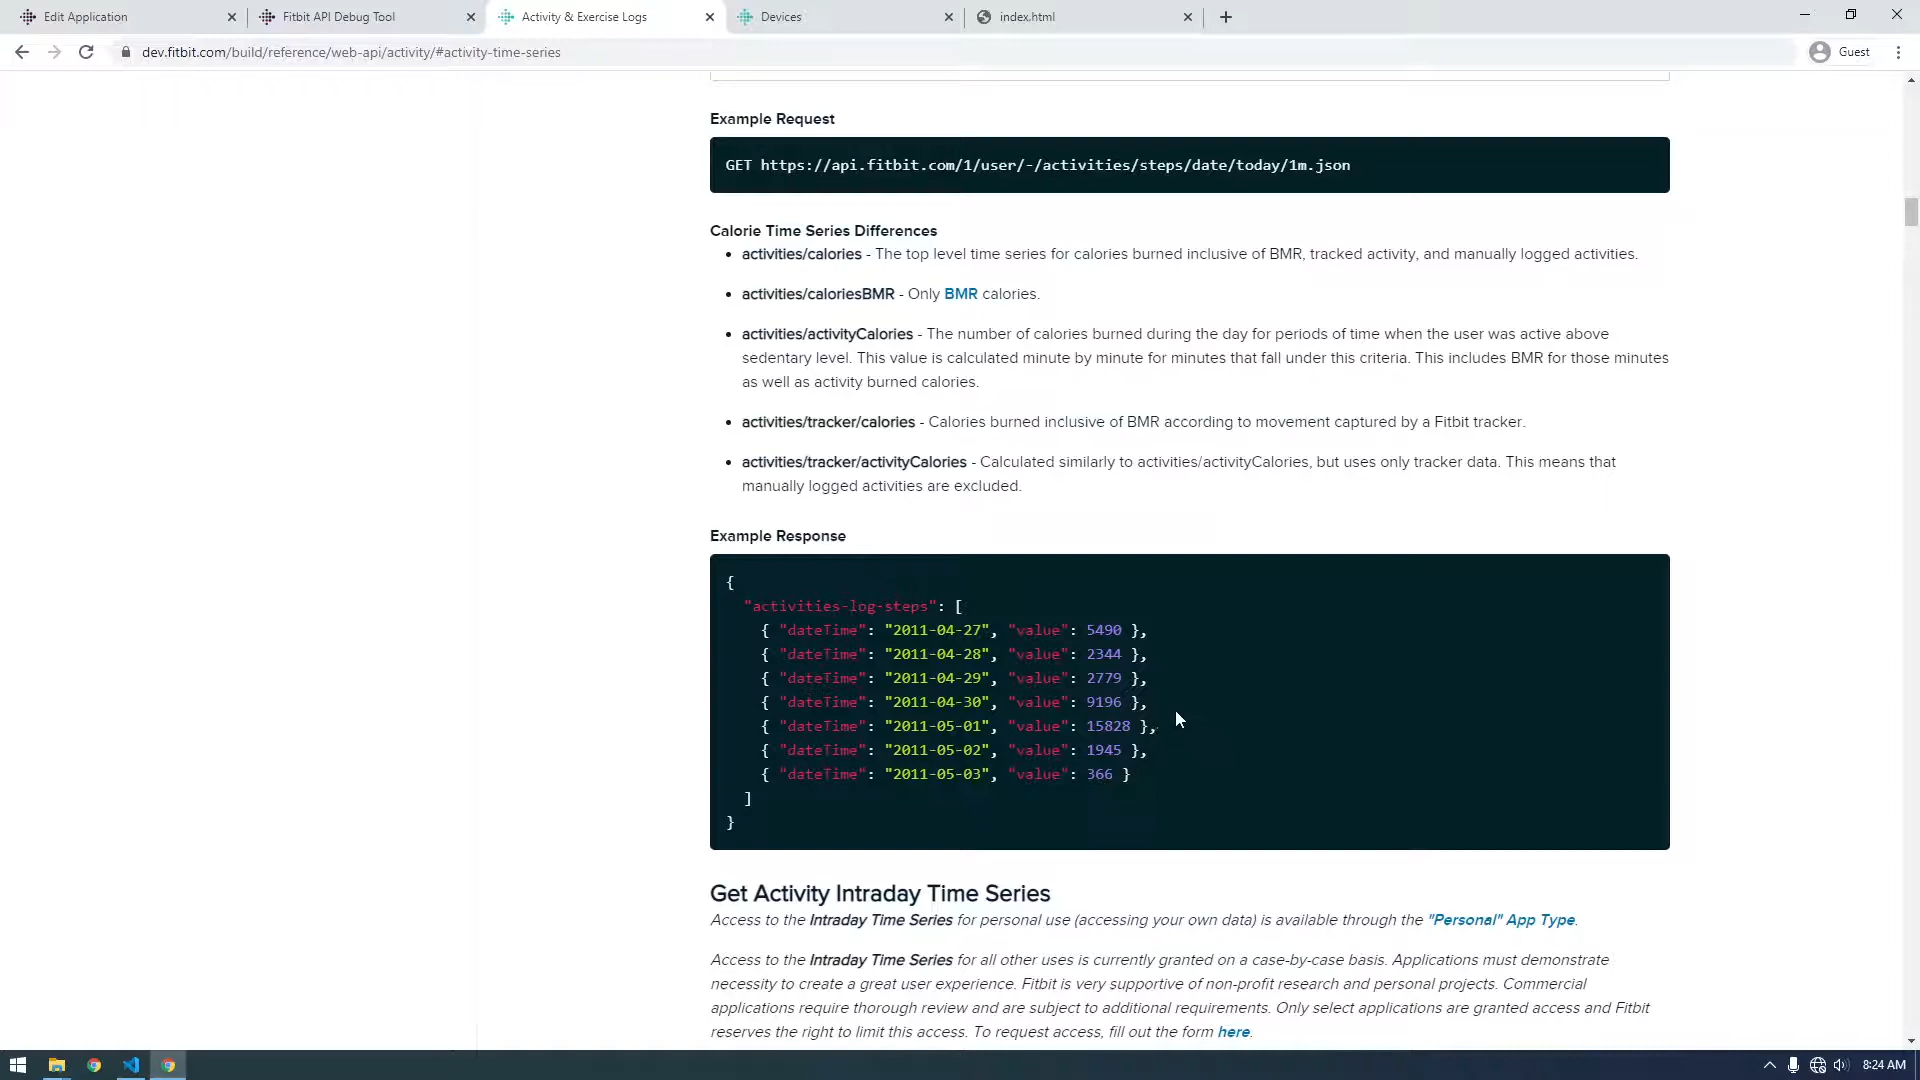 Edit Application
Fitbit API Debug Tool
Activity & Exercise Logs
Devices
index.html
dev.fitbit.com/build/reference/web-api/activity/#activity-time-series
Guest
Example Request
GET https://api.fitbit.com/1/user/-/activities/steps/date/today/1m.json
Calorie Time Series Differences
• activities/calories - The top level time series for calories burned inclusive of BMR, tracked activity, and manually logged activities.
• activities/caloriesBMR - Only BMR calories.
• activities/activityCalories - The number of calories burned during the day for periods of time when the user was active above
sedentary level. This value is calculated minute by minute for minutes that fall under this criteria. This includes BMR for those minutes
as well as activity burned calories.
• activities/tracker/calories - Calories burned inclusive of BMR according to movement captured by a Fitbit tracker.
• activities/tracker/activityCalories - Calculated similarly to activities/activityCalories, but uses only tracker data. This means that
manually logged activities are excluded.
Example Response
{
"activities-log-steps": [
{ "dateTime": "2011-04-27", "value": 5490 },
{ "dateTime": "2011-04-28", "value": 2344 },
{ "dateTime": "2011-04-29", "value": 2779 },
{ "dateTime": "2011-04-30", "value": 9196 },
{ "dateTime": "2011-05-01", "value": 15828 },
{ "dateTime": "2011-05-02", "value": 1945 },
{ "dateTime": "2011-05-03", "value": 366 }
]
}
Get Activity Intraday Time Series
Access to the Intraday Time Series for personal use (accessing your own data) is available through the "Personal" App Type.
Access to the Intraday Time Series for all other uses is currently granted on a case-by-case basis. Applications must demonstrate
necessity to create a great user experience. Fitbit is very supportive of non-profit research and personal projects. Commercial
applications require thorough review and are subject to additional requirements. Only select applications are granted access and Fitbit
reserves the right to limit this access. To request access, fill out the form here.
8:24 AM